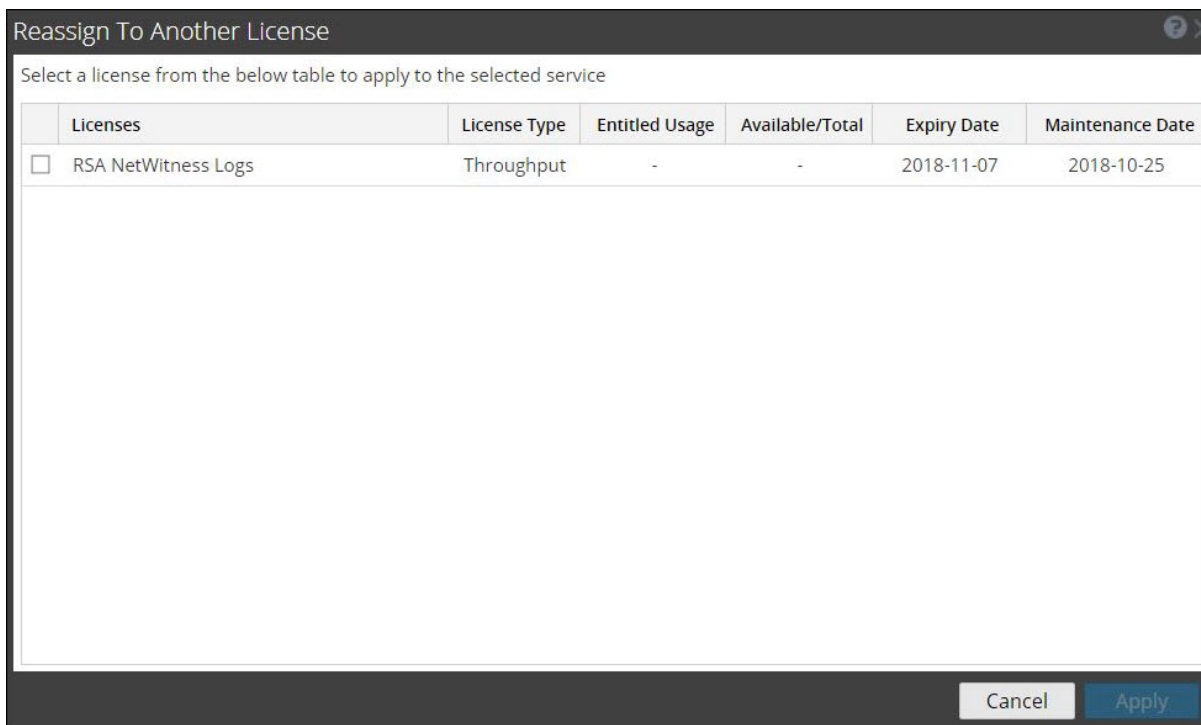 Reassign To Another License
Select a license from the below table to apply to the selected service
Licenses License Type Entitled Usage Available/Total Expiry Date Maintenance Date
RSA NetWitness Logs Throughput - - 2018-11-07 2018-10-25
Cancel Apply